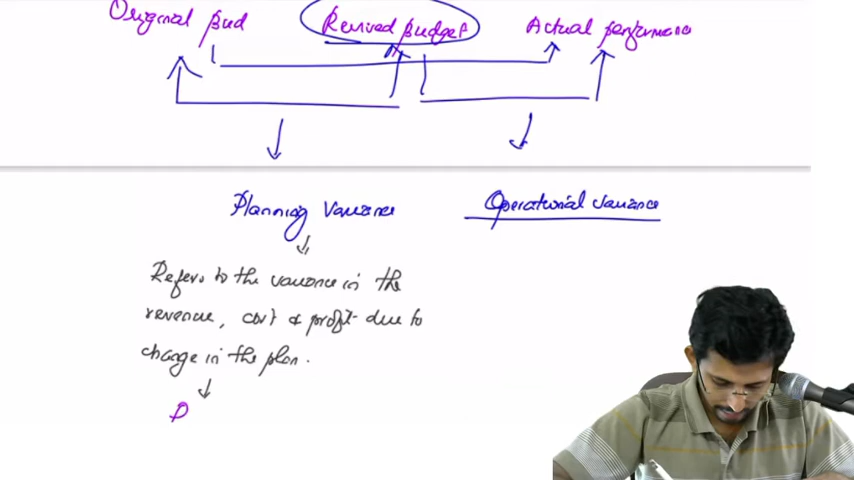 Original bud Revised budget Actual performance
Planning variance Operational variance
Refers to the variance in the
revenue, cost & profit due to
change in the plan.
D